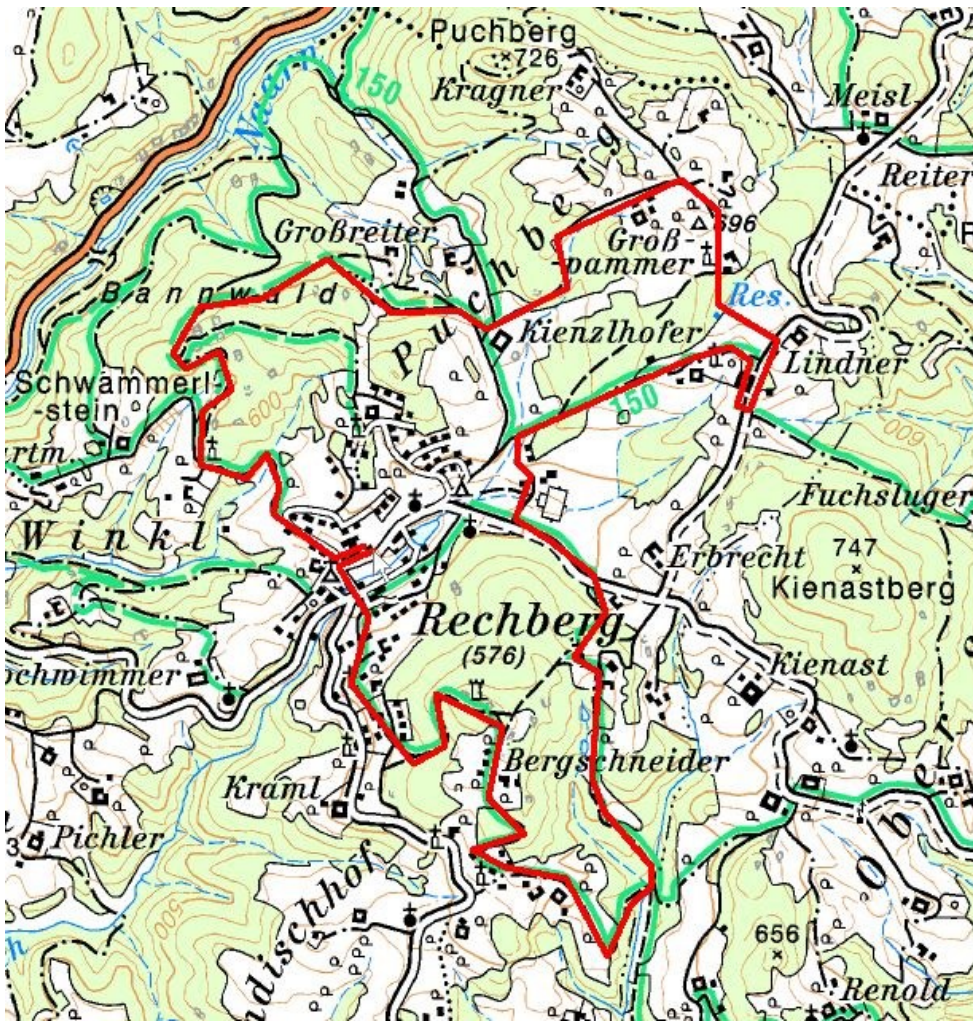 Puchberg
726
Kragner
150
Naarn
Meisl
Reiter
Großreiter
Groß-
-pammer
696
Bannwald
Puchberg
Res.
Kienzlhofer
Lindner
Schwammerl-
-stein
150
600
600
Fuchsluger
Winkl
Erbrecht
747
Kienastberg
Rechberg
(576)
Kienast
Bergschneider
Kraml
Pichler
500
656
Renold